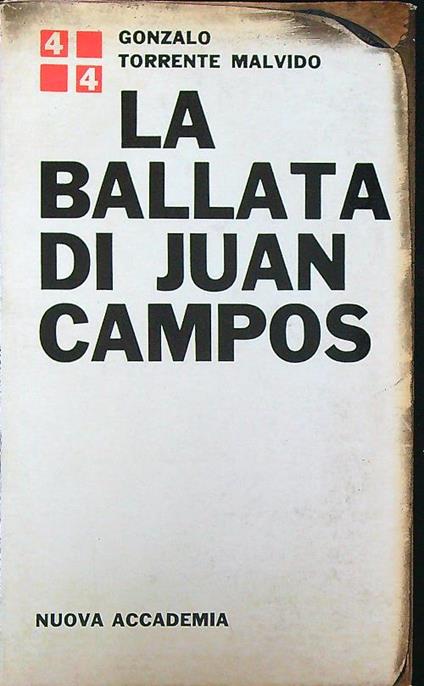 4
4
GONZALO
TORRENTE MALVIDO
LA
BALLATA
DI JUAN
CAMPOS
NUOVA ACCADEMIA